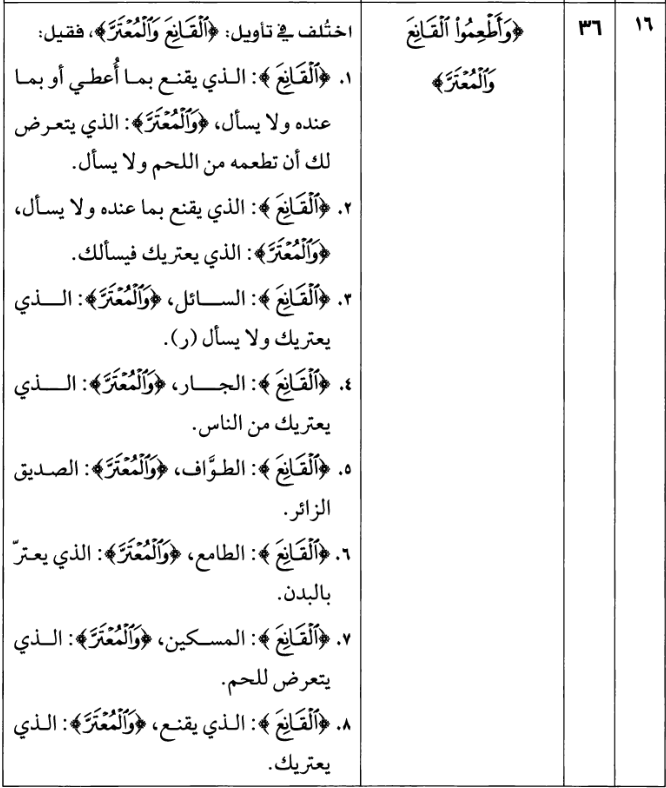 ١٦
٣٦
﴿وَأَطْعِمُوا۟ ٱلْقَانِعَ
وَٱلْمُعْتَرَّ﴾
اختُلف في تأويل: ﴿ٱلْقَانِعَ وَٱلْمُعْتَرَّ﴾، فقيل:
١. ﴿ٱلْقَانِعَ﴾: الذي يقنع بما أُعطي أو بما
عنده ولا يسأل، ﴿وَٱلْمُعْتَرَّ﴾: الذي يتعرض
لك أن تطعمه من اللحم ولا يسأل.
٢. ﴿ٱلْقَانِعَ﴾: الذي يقنع بما عنده ولا يسأل،
﴿وَٱلْمُعْتَرَّ﴾: الذي يعتريك فيسألك.
٣. ﴿ٱلْقَانِعَ﴾: السائل، ﴿وَٱلْمُعْتَرَّ﴾: الذي
يعتريك ولا يسأل (ر).
٤. ﴿ٱلْقَانِعَ﴾: الجار، ﴿وَٱلْمُعْتَرَّ﴾: الذي
يعتريك من الناس.
٥. ﴿ٱلْقَانِعَ﴾: الطوَّاف، ﴿وَٱلْمُعْتَرَّ﴾: الصديق
الزائر.
٦. ﴿ٱلْقَانِعَ﴾: الطامع، ﴿وَٱلْمُعْتَرَّ﴾: الذي يعترّ
بالبدن.
٧. ﴿ٱلْقَانِعَ﴾: المسكين، ﴿وَٱلْمُعْتَرَّ﴾: الذي
يتعرض للحم.
٨. ﴿ٱلْقَانِعَ﴾: الذي يقنع، ﴿وَٱلْمُعْتَرَّ﴾: الذي
يعتريك.